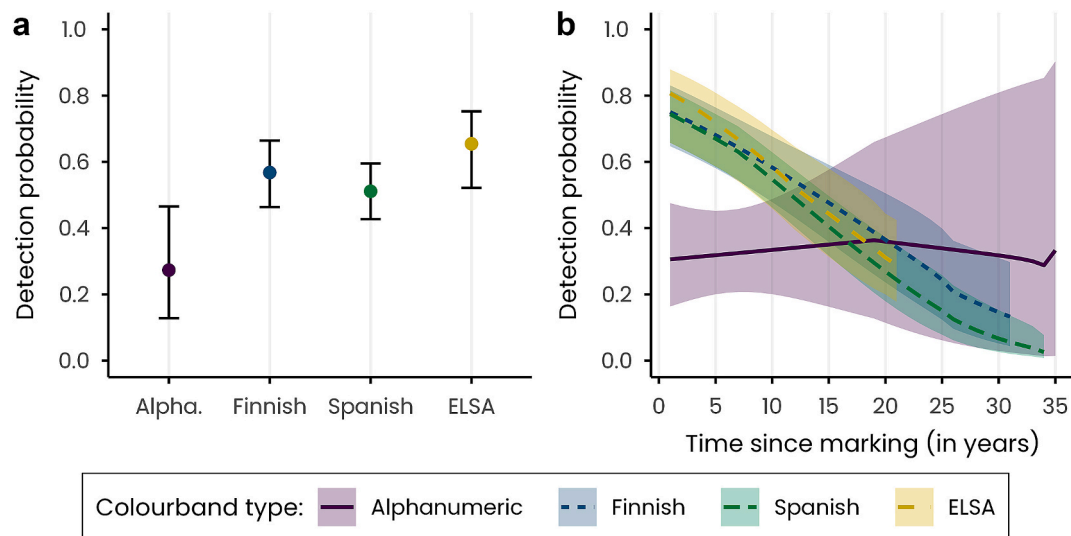 a
Detection probability
1.0
0.8
0.6
0.4
0.2
0.0
Alpha. Finnish Spanish ELSA
b
Detection probability
1.0
0.8
0.6
0.4
0.2
0.0
0 5 10 15 20 25 30 35
Time since marking (in years)
Colourband type: Alphanumeric Finnish Spanish ELSA